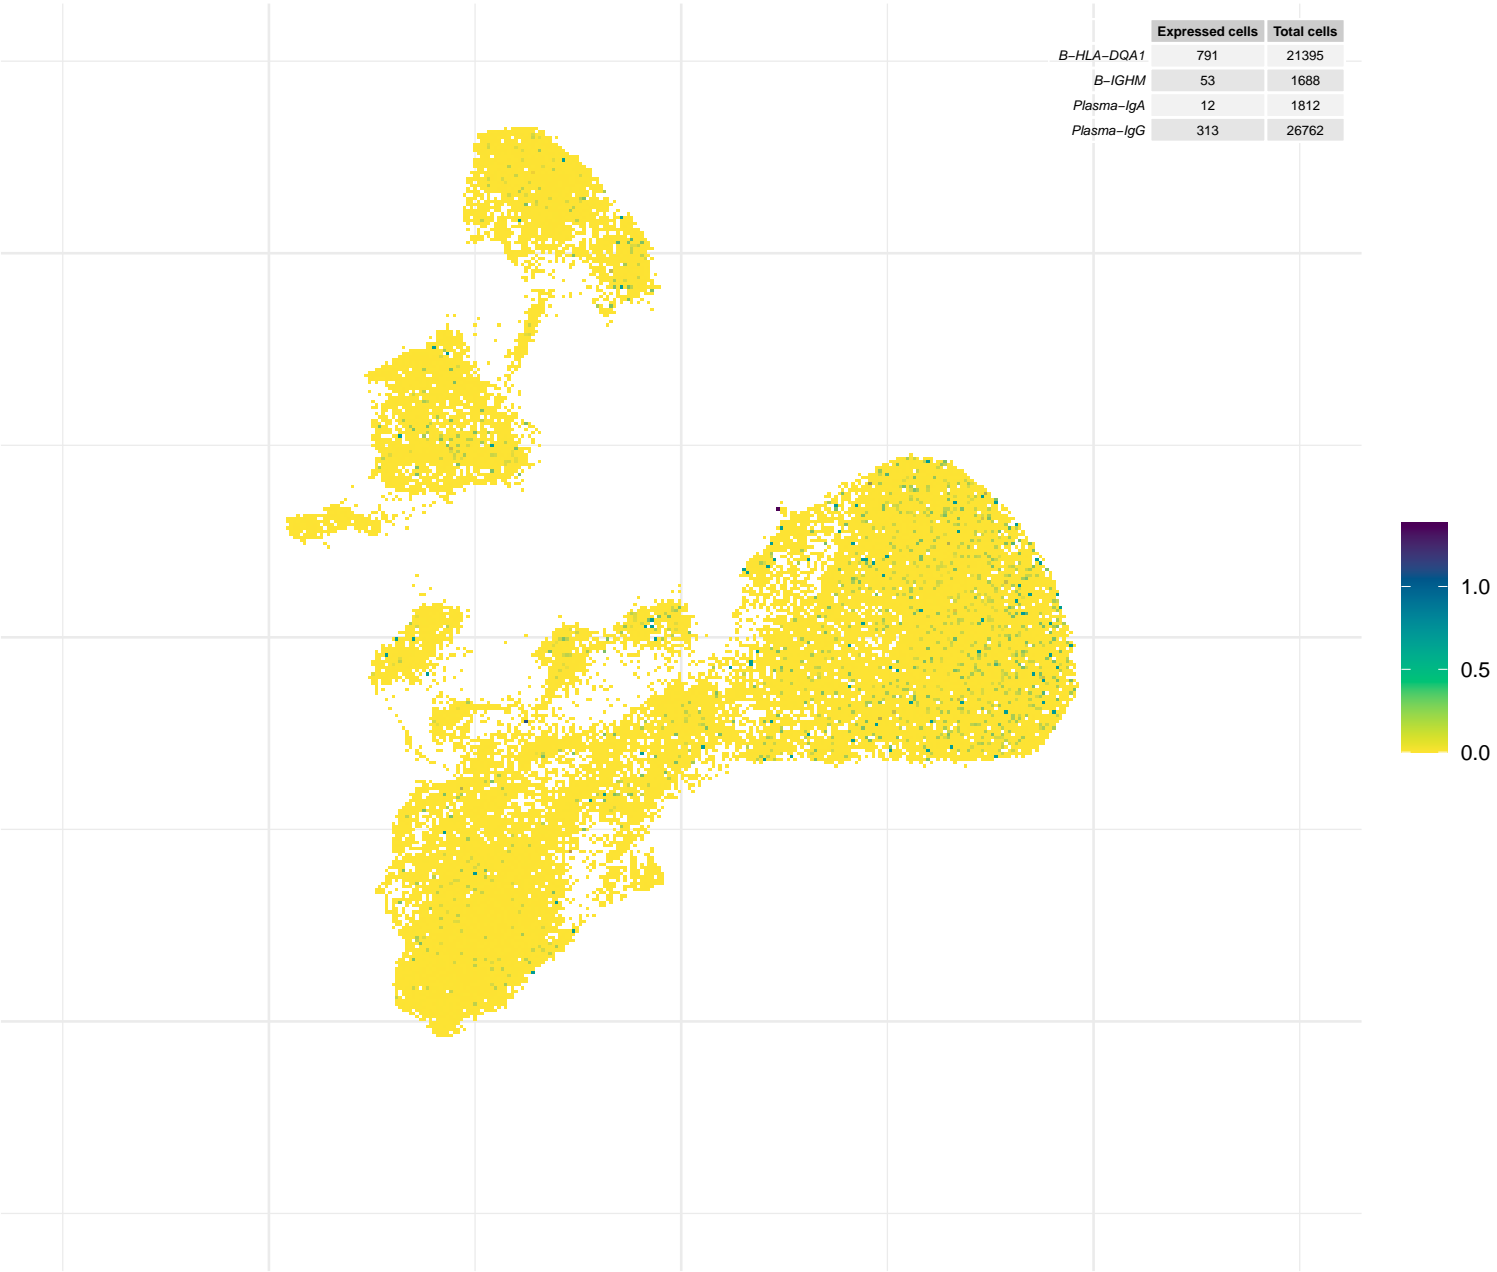 Expressed cells Total cells
B−HLA−DQA1 791 21395
B−IGHM 53 1688
Plasma−IgA 12 1812
Plasma−IgG 313 26762
1.0
0.5
0.0